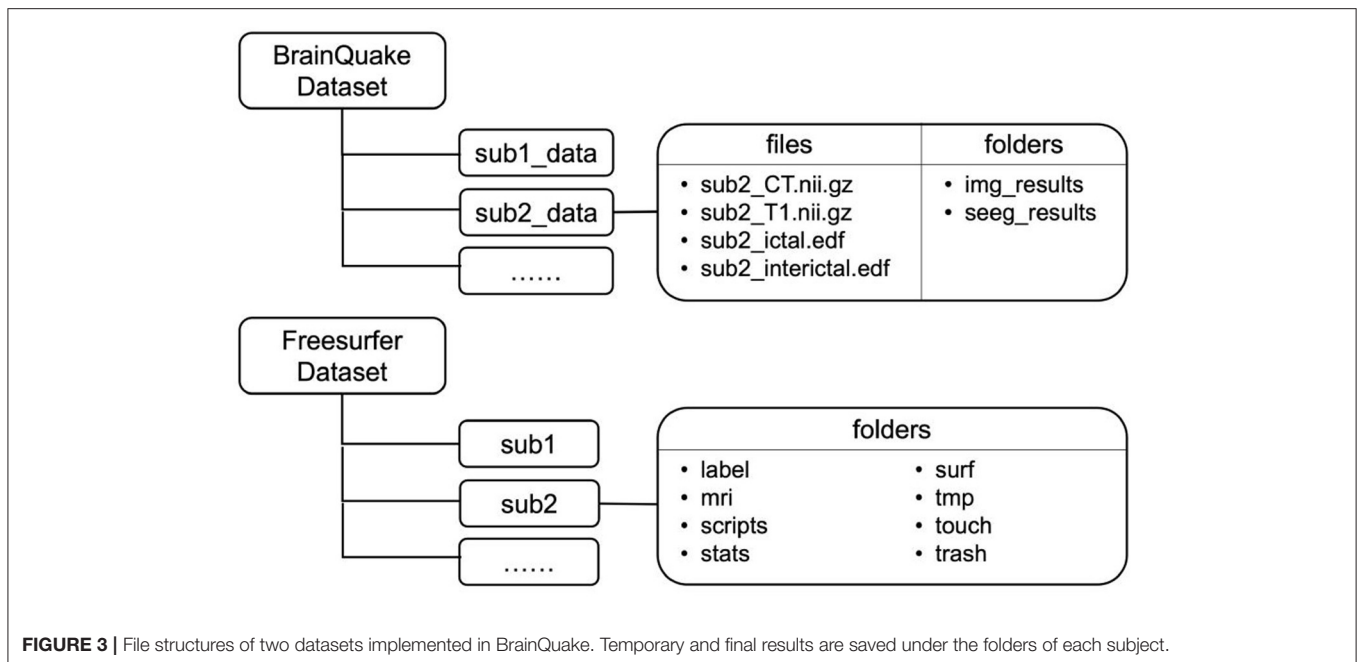 BrainQuake
Dataset
sub1_data
sub2_data
......
files
folders
• sub2_CT.nii.gz
• sub2_T1.nii.gz
• sub2_ictal.edf
• sub2_interictal.edf
• img_results
• seeg_results
Freesurfer
Dataset
sub1
sub2
......
folders
• label
• mri
• scripts
• stats
• surf
• tmp
• touch
• trash
FIGURE 3 | File structures of two datasets implemented in BrainQuake. Temporary and final results are saved under the folders of each subject.